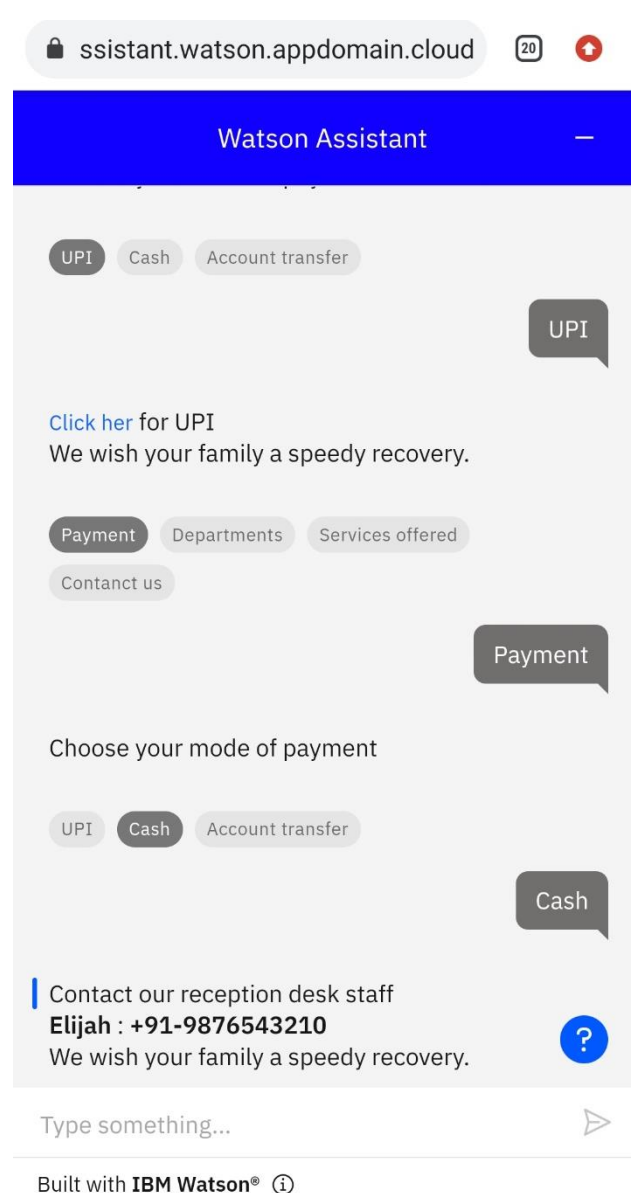 ssistant.watson.appdomain.cloud 20
Watson Assistant
UPI Cash Account transfer
UPI
Click her for UPI
We wish your family a speedy recovery.
Payment Departments Services offered
Contanct us
Payment
Choose your mode of payment
UPI Cash Account transfer
Cash
Contact our reception desk staff
Elijah : +91-9876543210
We wish your family a speedy recovery.
?
Type something...
Built with IBM Watson®